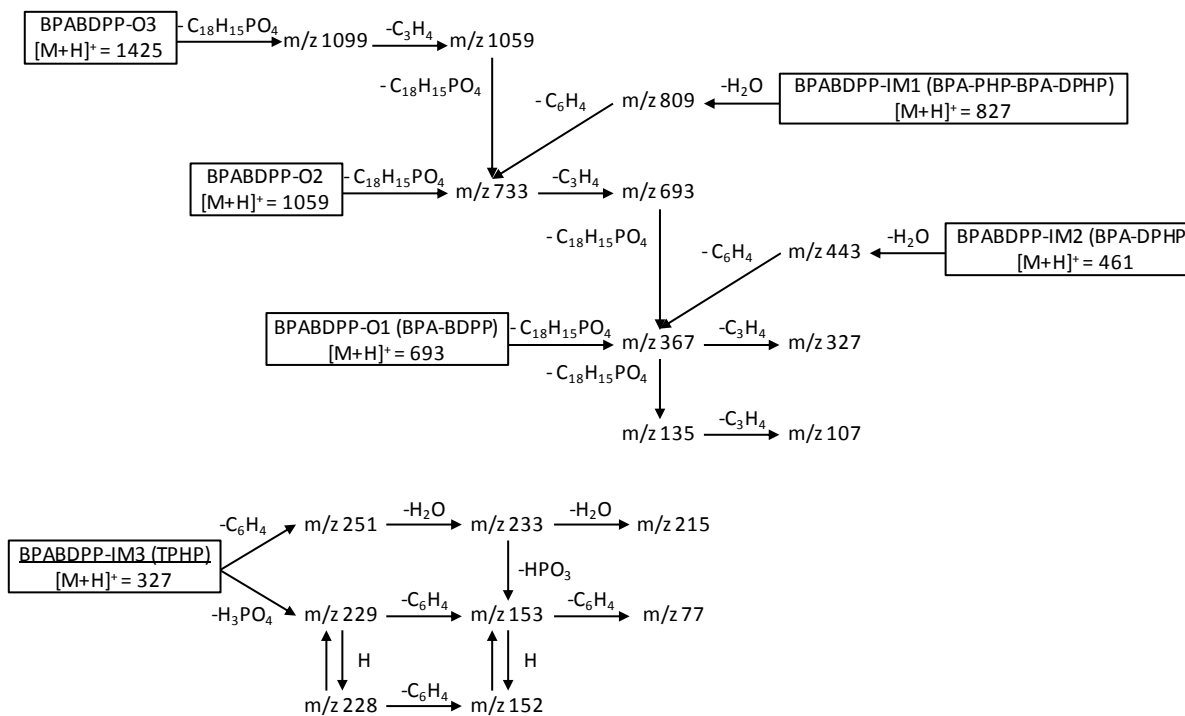 BPABDPP-O3
[M+H]⁺ = 1425
- C₁₈H₁₅PO₄
m/z 1099
-C₃H₄
m/z 1059
- C₁₈H₁₅PO₄
- C₆H₄
m/z 809
-H₂O
BPABDPP-IM1 (BPA-PHP-BPA-DPHP)
[M+H]⁺ = 827
BPABDPP-O2
[M+H]⁺ = 1059
- C₁₈H₁₅PO₄
m/z 733
-C₃H₄
m/z 693
- C₁₈H₁₅PO₄
- C₆H₄
m/z 443
-H₂O
BPABDPP-IM2 (BPA-DPHP
[M+H]⁺ = 461
BPABDPP-O1 (BPA-BDPP)
[M+H]⁺ = 693
- C₁₈H₁₅PO₄
m/z 367
-C₃H₄
m/z 327
- C₁₈H₁₅PO₄
m/z 135
-C₃H₄
m/z 107
BPABDPP-IM3 (TPHP)
[M+H]⁺ = 327
-C₆H₄
m/z 251
-H₂O
m/z 233
-H₂O
m/z 215
-HPO₃
-H₃PO₄
m/z 229
-C₆H₄
m/z 153
-C₆H₄
m/z 77
H
H
m/z 228
-C₆H₄
m/z 152